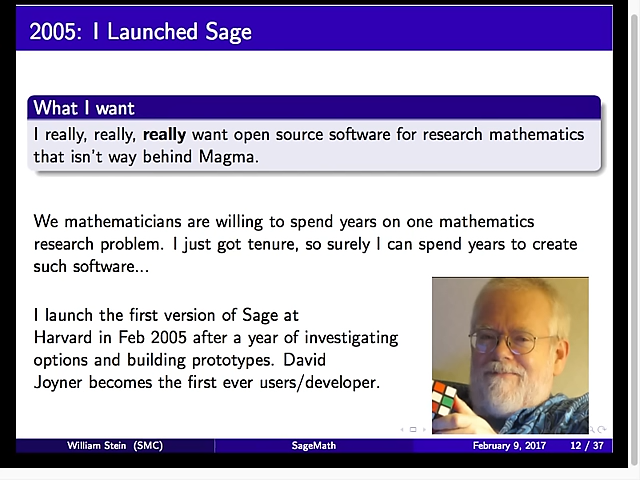 2005: I Launched Sage
What I want
I really, really, really want open source software for research mathematics
that isn't way behind Magma.
We mathematicians are willing to spend years on one mathematics
research problem. I just got tenure, so surely I can spend years to create
such software...
I launch the first version of Sage at
Harvard in Feb 2005 after a year of investigating
options and building prototypes. David
Joyner becomes the first ever users/developer.
William Stein (SMC) SageMath February 9, 2017 12 / 37